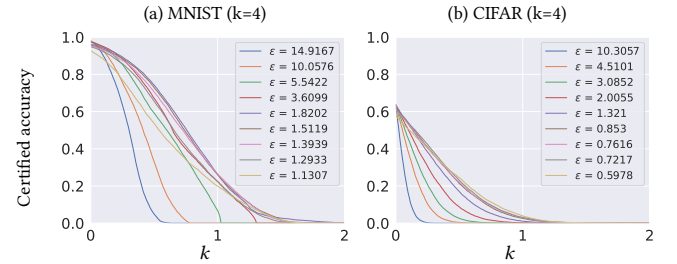 (a) MNIST (k=4)
1.0
0.8
0.6
0.4
0.2
0.0
Certified accuracy
0
1
2
k
ε = 14.9167
ε = 10.0576
ε = 5.5422
ε = 3.6099
ε = 1.8202
ε = 1.5119
ε = 1.3939
ε = 1.2933
ε = 1.1307
(b) CIFAR (k=4)
1.0
0.8
0.6
0.4
0.2
0.0
0
1
2
k
ε = 10.3057
ε = 4.5101
ε = 3.0852
ε = 2.0055
ε = 1.321
ε = 0.853
ε = 0.7616
ε = 0.7217
ε = 0.5978